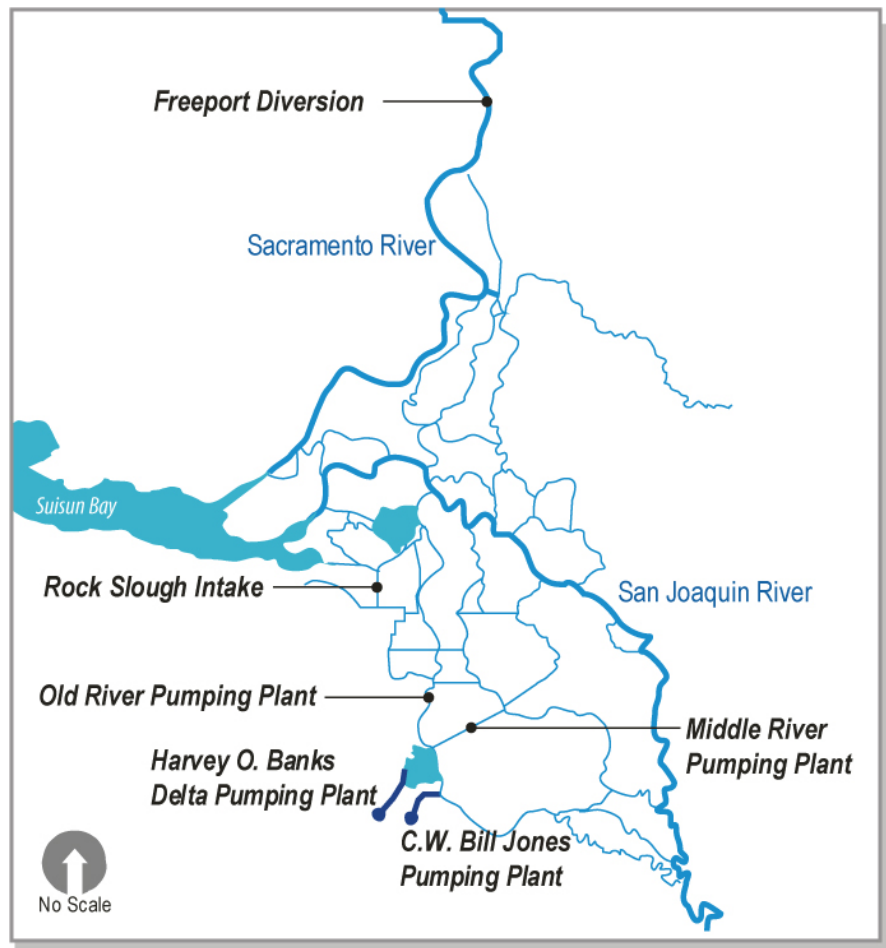 Freeport Diversion
Sacramento River
Suisun Bay
Rock Slough Intake
San Joaquin River
Old River Pumping Plant
Middle River
Pumping Plant
Harvey O. Banks
Delta Pumping Plant
C.W. Bill Jones
Pumping Plant
No Scale